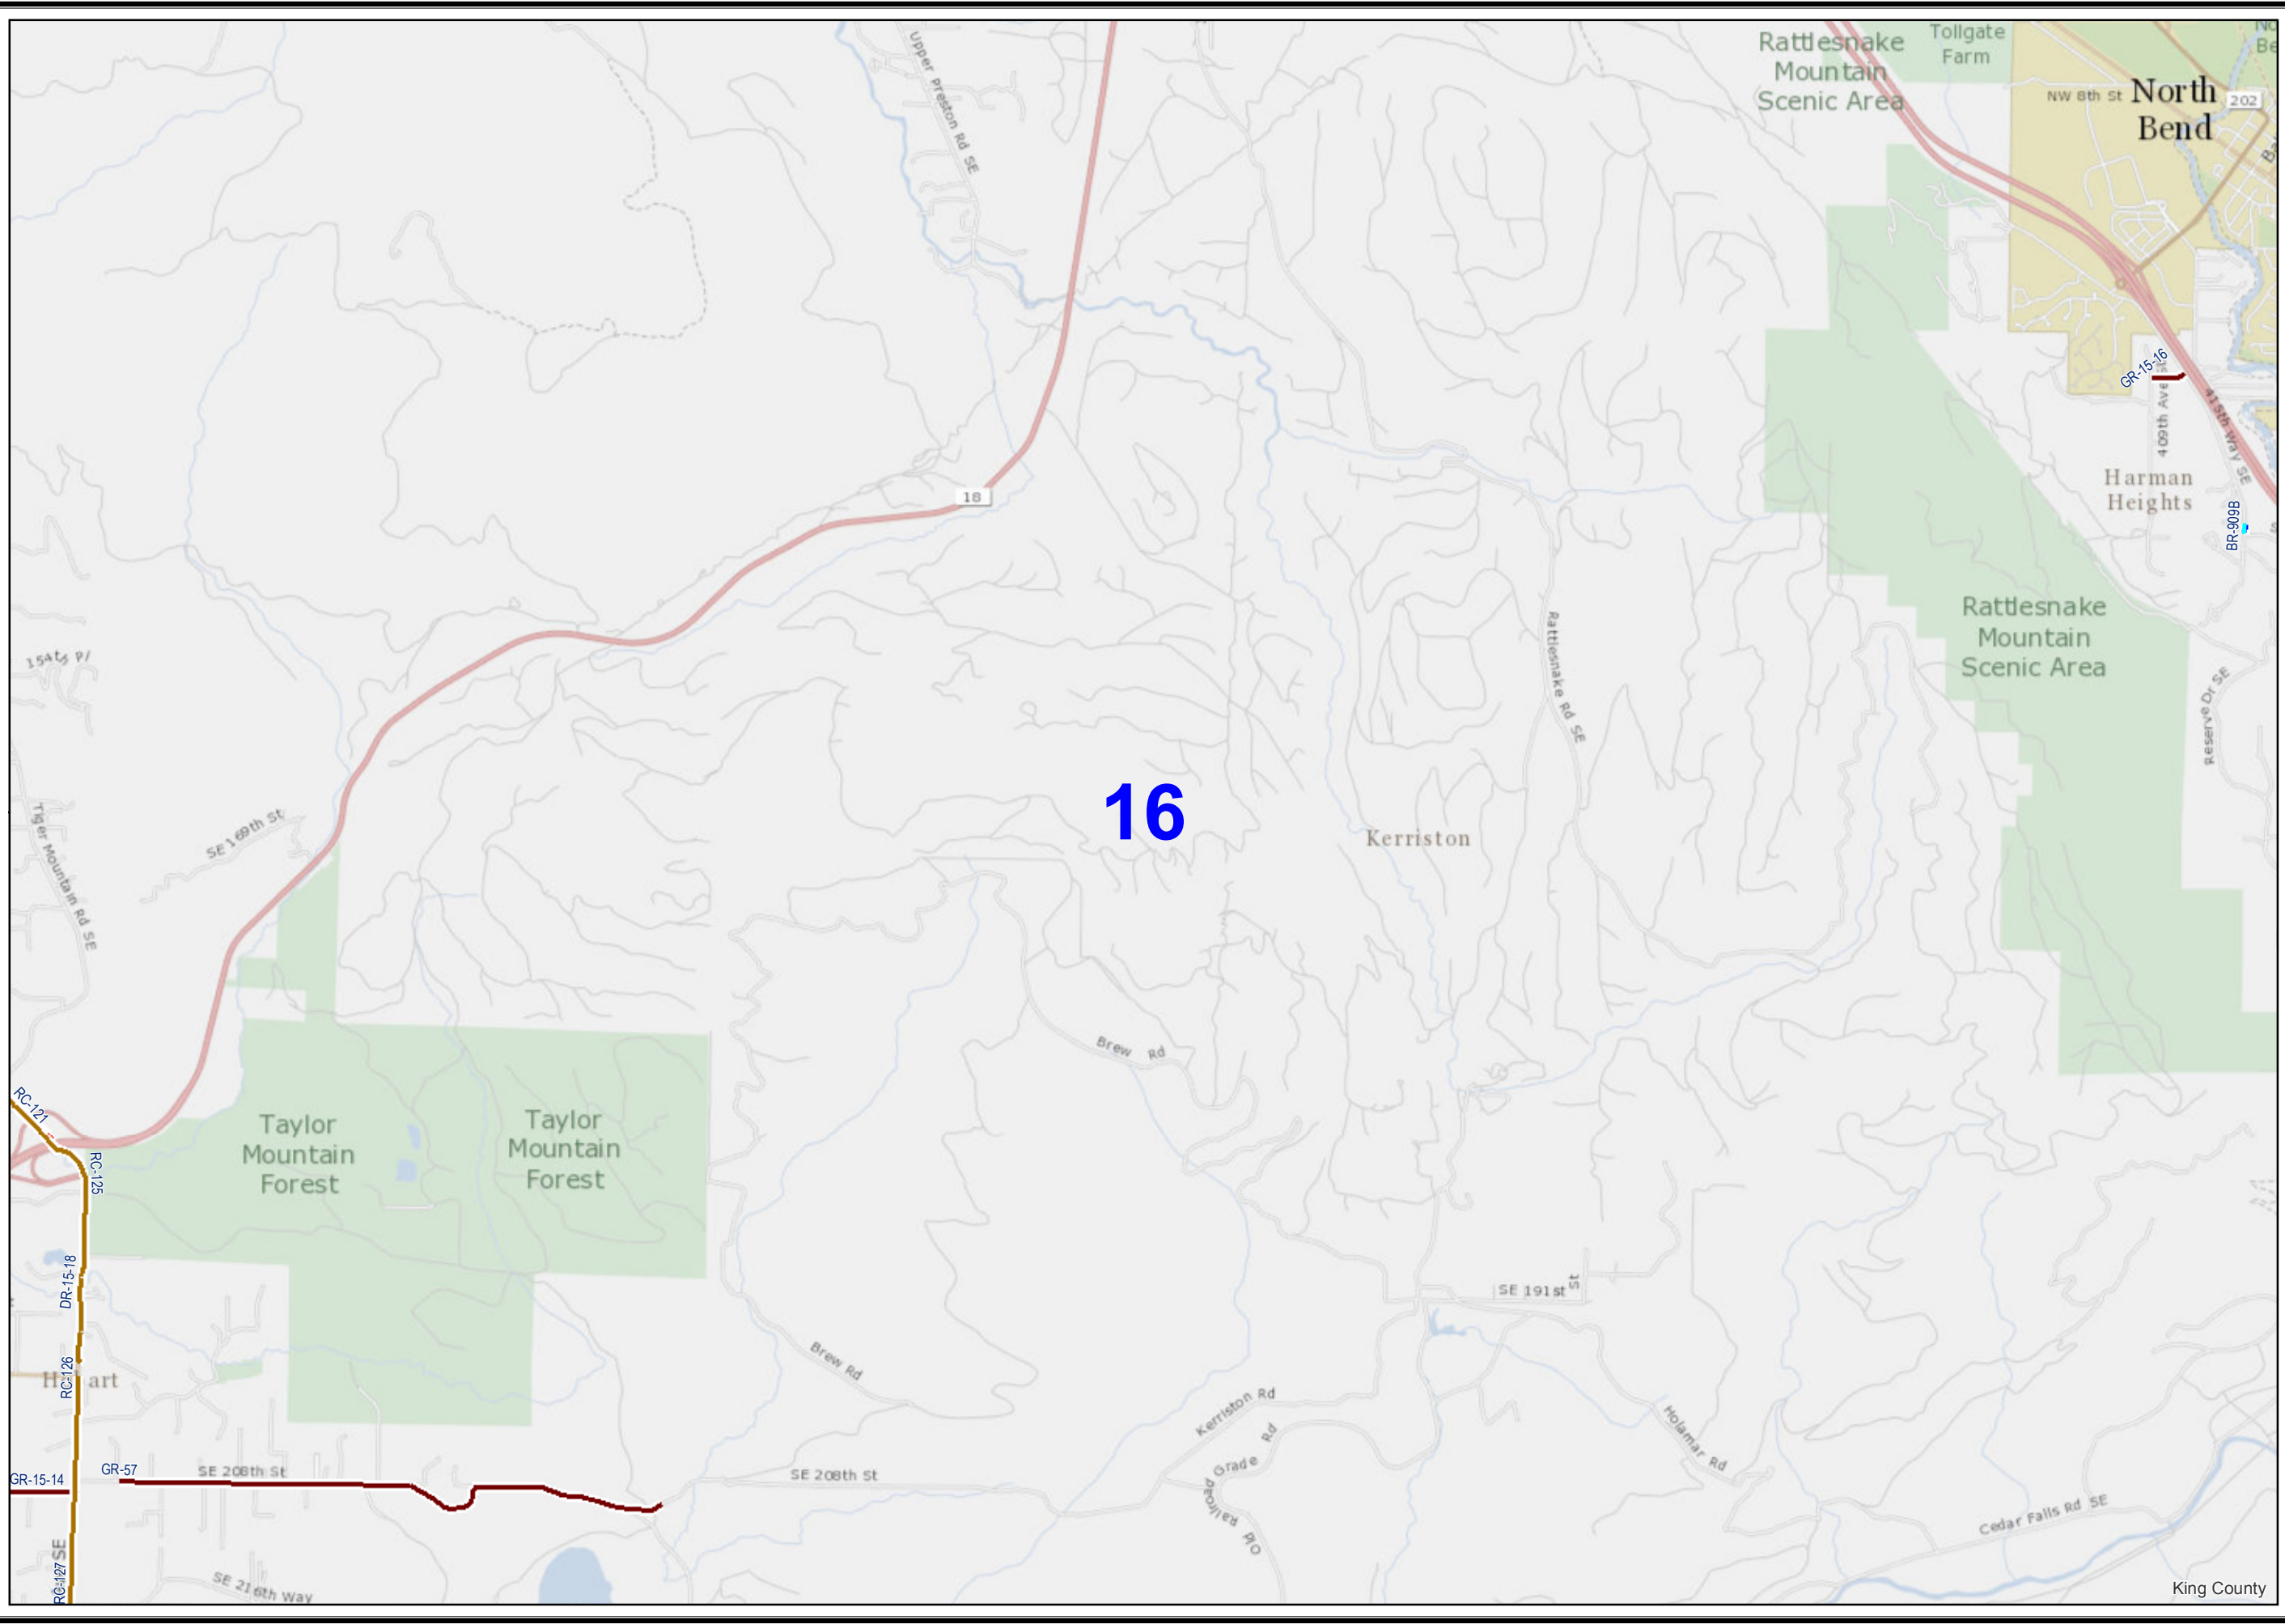 Upper Preston Rd SE
Rattlesnake
Mountain
Scenic Area
Tollgate
Farm
NW 8th St
North
Bend
202
GR-15-16
409th Ave
415th Way SE
Harman
Heights
BR-909B
18
Rattlesnake
Mountain
Scenic Area
Rattlesnake Rd SE
Reserve Dr SE
154th Pl
Tiger Mountain Rd SE
SE 169th St
16
Kerriston
Brew Rd
RC-121
RC-125
Taylor
Mountain
Forest
Taylor
Mountain
Forest
DR-15-18
SE 191st
St
RC-126
H art
Brew Rd
Kerriston Rd
Old Railroad Grade Rd
Holamar Rd
GR-15-14
GR-57
SE 208th St
SE 208th St
Cedar Falls Rd SE
RC-127
SE
SE 216th Way
King County